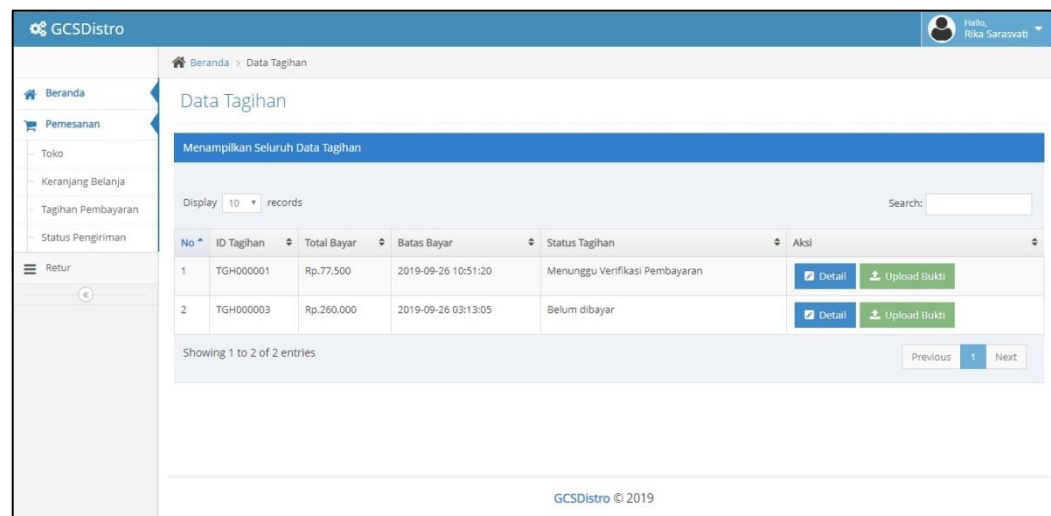 GCSDistro
Hallo,
Rika Sarasvati
Beranda > Data Tagihan
Beranda
Pemesanan
Toko
Keranjang Belanja
Tagihan Pembayaran
Status Pengiriman
Retur
Data Tagihan
Menampilkan Seluruh Data Tagihan
Display 10 records Search:
No ID Tagihan Total Bayar Batas Bayar Status Tagihan Aksi
1 TGH000001 Rp.77,500 2019-09-26 10:51:20 Menunggu Verifikasi Pembayaran Detail Upload Bukti
2 TGH000003 Rp.260,000 2019-09-26 03:13:05 Belum dibayar Detail Upload Bukti
Showing 1 to 2 of 2 entries Previous 1 Next
GCSDistro © 2019